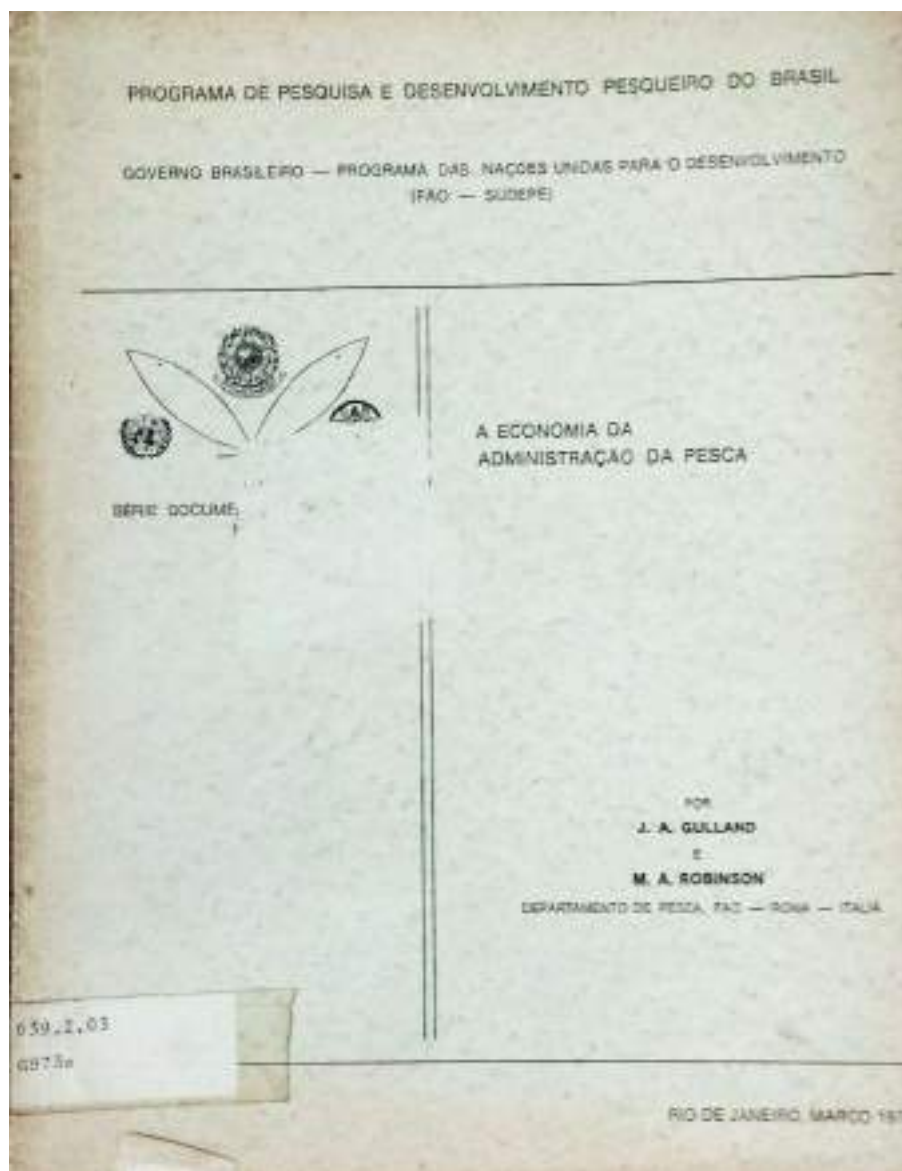 PROGRAMA DE PESQUISA E DESENVOLVIMENTO PESQUEIRO DO BRASIL
GOVERNO BRASILEIRO — PROGRAMA DAS NAÇÕES UNIDAS PARA O DESENVOLVIMENTO
(FAO — SUDEPE)
SÉRIE DOCUME
A ECONOMIA DA
ADMINISTRAÇÃO DA PESCA
POR
J. A. GULLAND
E
M. A. ROBINSON
DEPARTAMENTO DE PESCA, FAO — ROMA — ITALIA
639.2.03
G973e
RIO DE JANEIRO, MARÇO 197